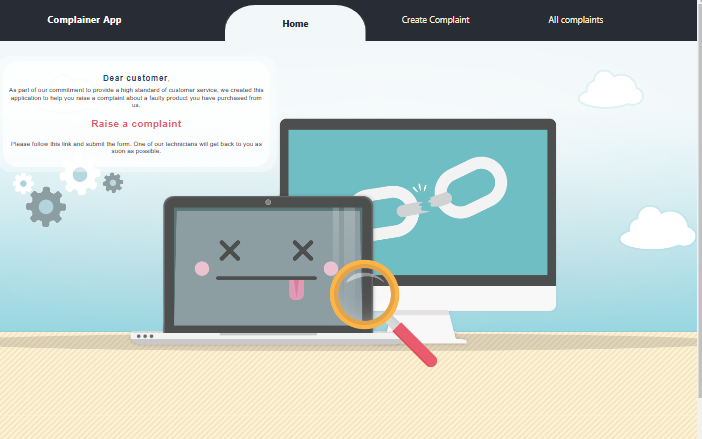 Complainer App
Home
Create Complaint
All complaints
Dear customer,
As part of our commitment to provide a high standard of customer service, we created this
application to help you raise a complaint about a faulty product you have purchased from
us.
Raise a complaint
Please follow this link and submit the form. One of our technicians will get back to you as
soon as possible.